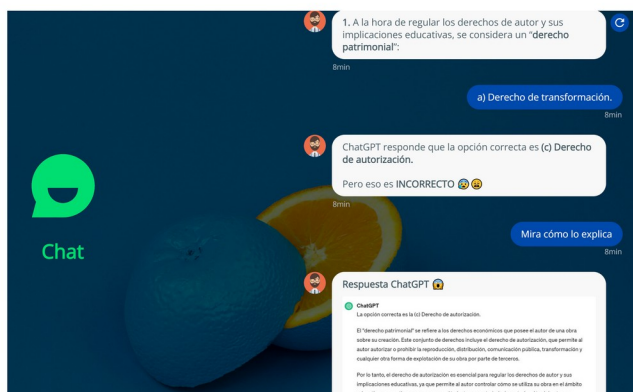 1. A la hora de regular los derechos de autor y sus
implicaciones educativas, se considera un "derecho
patrimonial":
8min
a) Derecho de transformación.
8min
ChatGPT responde que la opción correcta es (c) Derecho
de autorización.
Pero eso es INCORRECTO 😰😩
8min
Chat
Mira cómo lo explica
8min
Respuesta ChatGPT 😱
ChatGPT
La opción correcta es la (c) Derecho de autorización.
El "derecho patrimonial" se refiere a los derechos económicos que posee el autor de una obra
sobre su creación. Este conjunto de derechos incluye el derecho de autorización, que permite al
autor autorizar o prohibir la reproducción, distribución, comunicación pública, transformación y
cualquier otra forma de explotación de su obra por parte de terceros.
Por lo tanto, el derecho de autorización es esencial para regular los derechos de autor y sus
implicaciones educativas, ya que permite al autor controlar cómo se utiliza su obra en el ámbito